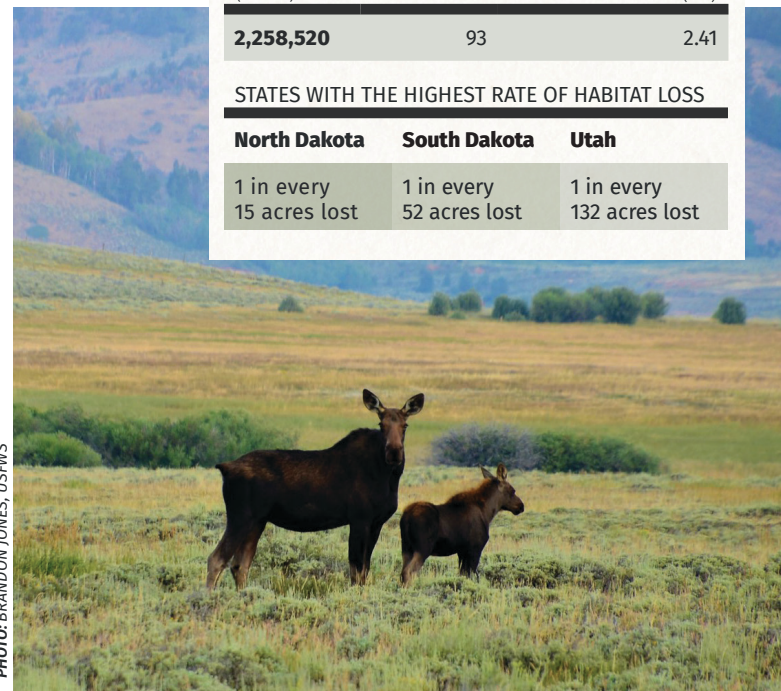 2,258,520 93 2.41
STATES WITH THE HIGHEST RATE OF HABITAT LOSS
North Dakota South Dakota Utah
1 in every 1 in every 1 in every
15 acres lost 52 acres lost 132 acres lost
PHOTO: BRANDON JONES, USFWS